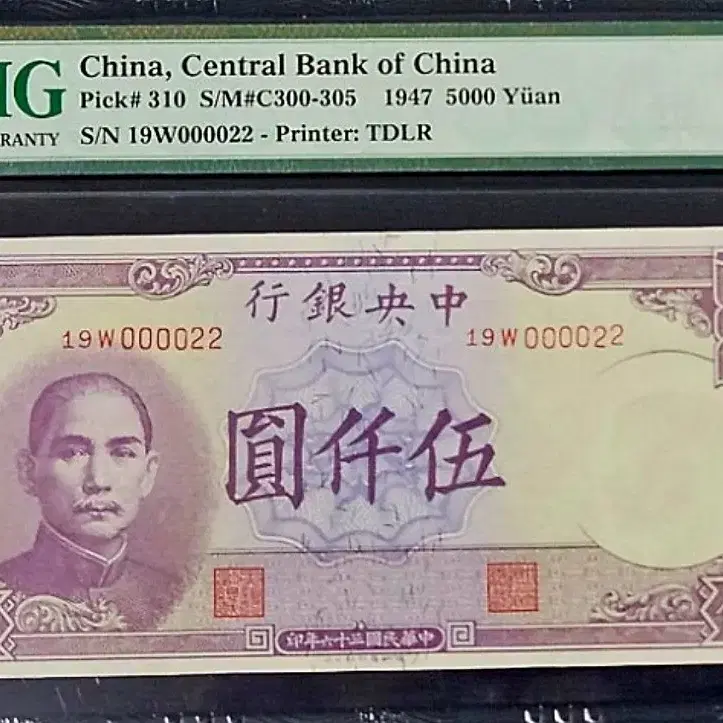 MG
China, Central Bank of China
Pick# 310 S/M#C300-305 1947 5000 Yüan
RANTY
S/N 19W000022 - Printer: TDLR
中央銀行
19W000022
19W000022
伍仟圓
中華民國三十六年印